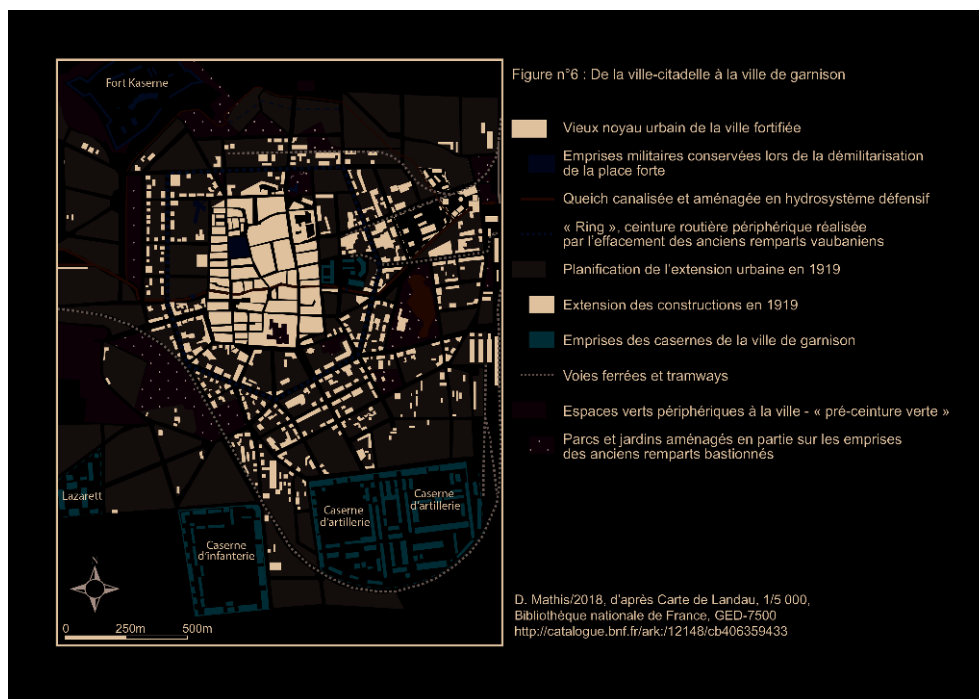 Figure n°6 : De la ville-citadelle à la ville de garnison
Fort Kaserne
Vieux noyau urbain de la ville fortifiée
Emprises militaires conservées lors de la démilitarisation
de la place forte
Queich canalisée et aménagée en hydrosystème défensif
« Ring », ceinture routière périphérique réalisée
par l'effacement des anciens remparts vaubaniens
Planification de l'extension urbaine en 1919
Extension des constructions en 1919
Emprises des casernes de la ville de garnison
Voies ferrées et tramways
Espaces verts périphériques à la ville - « pré-ceinture verte »
Parcs et jardins aménagés en partie sur les emprises
des anciens remparts bastionnés
Lazarett
Caserne
d'infanterie
Caserne
d'artillerie
Caserne
d'artillerie
N
0 250m 500m
D. Mathis/2018, d'après Carte de Landau, 1/5 000,
Bibliothèque nationale de France, GED-7500
http://catalogue.bnf.fr/ark:/12148/cb406359433